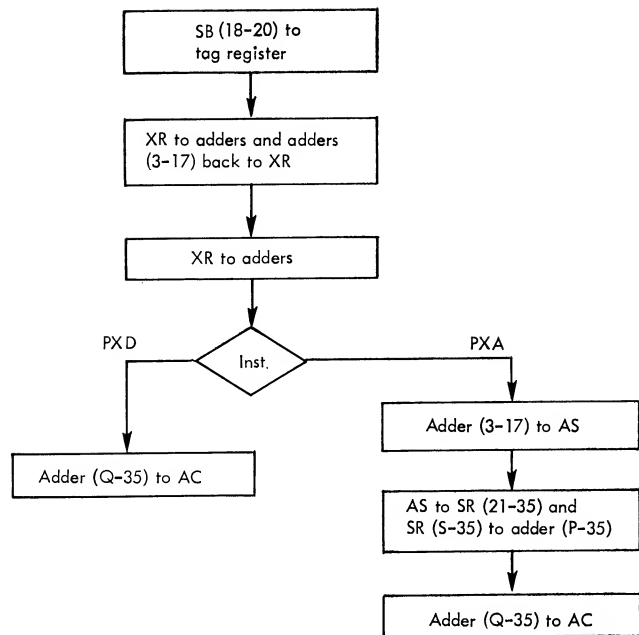 SB (18-20) to
tag register
XR to adders and adders
(3-17) back to XR
XR to adders
PXD
Inst.
PXA
Adder (3-17) to AS
Adder (Q-35) to AC
AS to SR (21-35) and
SR (S-35) to adder (P-35)
Adder (Q-35) to AC